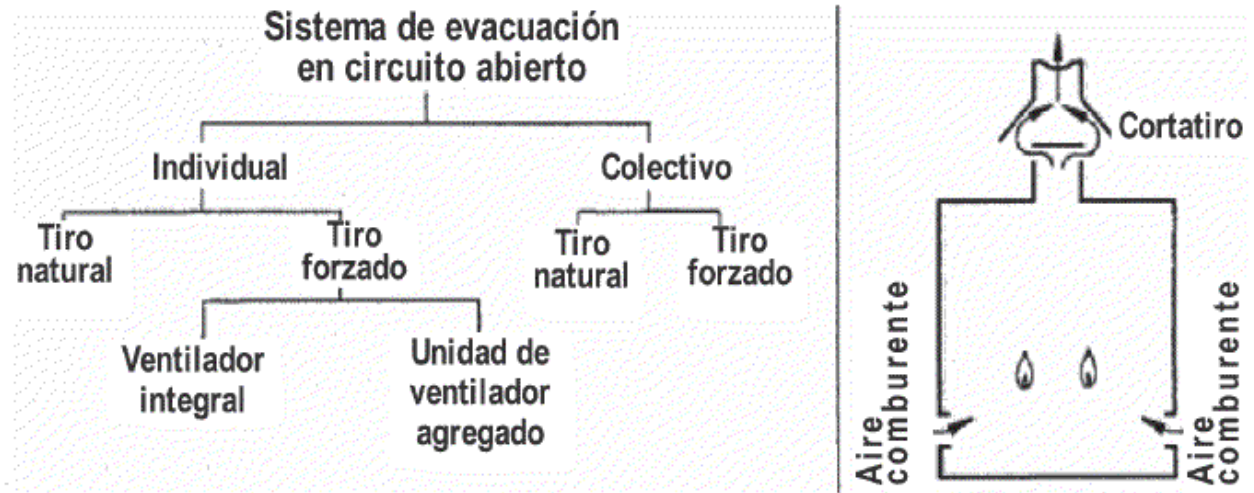 Sistema de evacuación
en circuito abierto
Individual
Colectivo
Tiro
natural
Tiro
forzado
Tiro
natural
Tiro
forzado
Ventilador
integral
Unidad de
ventilador
agregado
Cortatiro
Aire
comburente
Aire
comburente